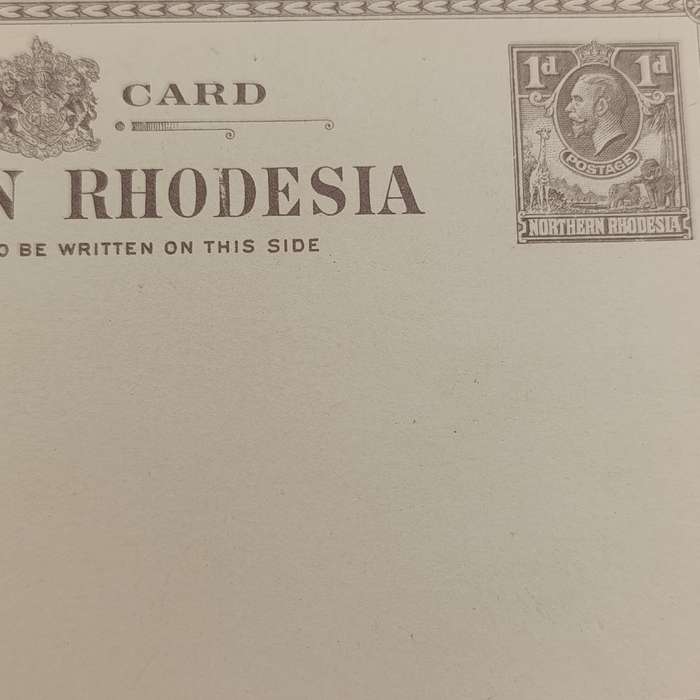 CARD
N RHODESIA
O BE WRITTEN ON THIS SIDE
1d 1d
POSTAGE
NORTHERN RHODESIA